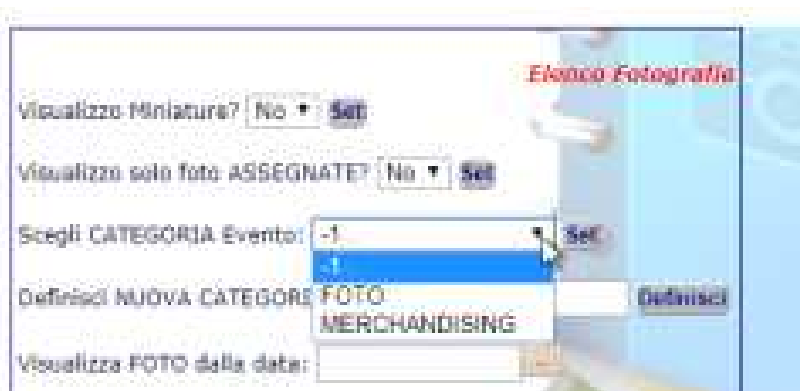 Elenco Fotografie
Visualizzo Miniature? No Set
Visualizzo solo foto ASSEGNATE? No Set
Scegli CATEGORIA Evento: -1 Set
-1
Definisci NUOVA CATEGORI FOTO Definisci
MERCHANDISING
Visualizza FOTO dalla data: